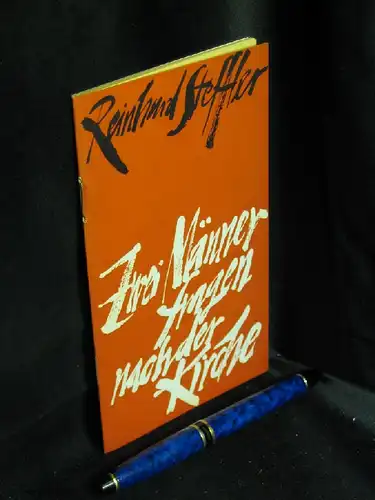 Reinhard Steffler
Zwei Männer
fragen
nach der
Kirche